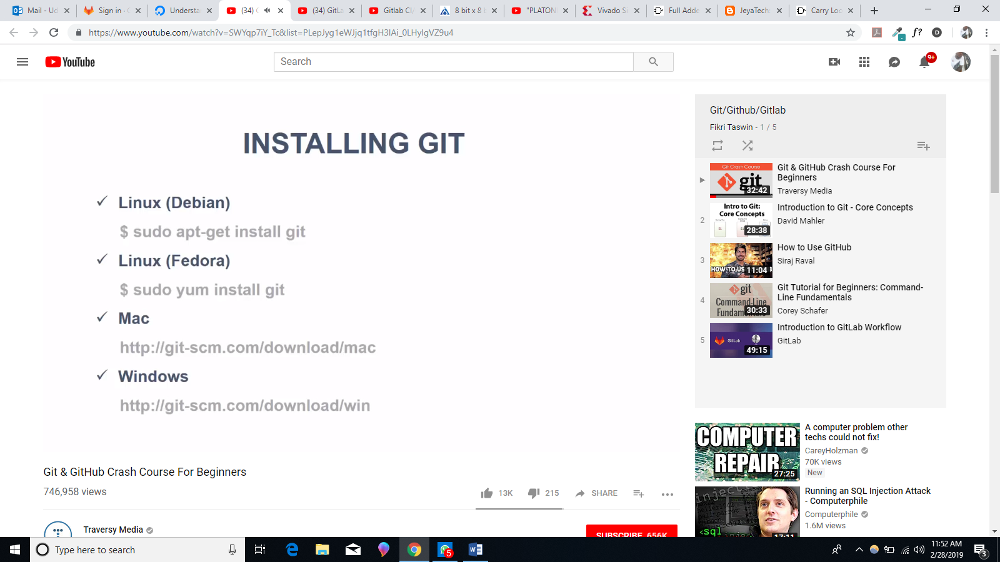 Mail - Ud
Sign in ·
Understa
(34)
(34) GitL
Gitlab CI/
8 bit x 8 b
"PLATON
Vivado Si
Full Adde
JeyaTech
Carry Loo
https://www.youtube.com/watch?v=SWYqp7iY_Tc&list=PLepJyg1eWJjq1tfgH3IAi_0LHyIgVZ9u4
f?
D
YouTube
Search
9+
INSTALLING GIT
Linux (Debian)
$ sudo apt-get install git
Linux (Fedora)
$ sudo yum install git
Mac
http://git-scm.com/download/mac
Windows
http://git-scm.com/download/win
Git & GitHub Crash Course For Beginners
746,958 views
13K
215
SHARE
Traversy Media
SUBSCRIBE 656K
Git/Github/Gitlab
Fikri Taswin - 1 / 5
Git Crash Course
git
32:42
Git & GitHub Crash Course For
Beginners
Traversy Media
2
Intro to Git:
Core Concepts
28:38
Introduction to Git - Core Concepts
David Mahler
3
HOW TO US
11:04
How to Use GitHub
Siraj Raval
4
git
Command-Line
Fundamentals
30:33
Git Tutorial for Beginners: Command-
Line Fundamentals
Corey Schafer
5
GitLab
49:15
Introduction to GitLab Workflow
GitLab
COMPUTER
REPAIR
27:25
A computer problem other
techs could not fix!
CareyHolzman
70K views
New
inject
<sql
17:11
Running an SQL Injection Attack
- Computerphile
Computerphile
1.6M views
Type here to search
5
11:52 AM
2/28/2019
3